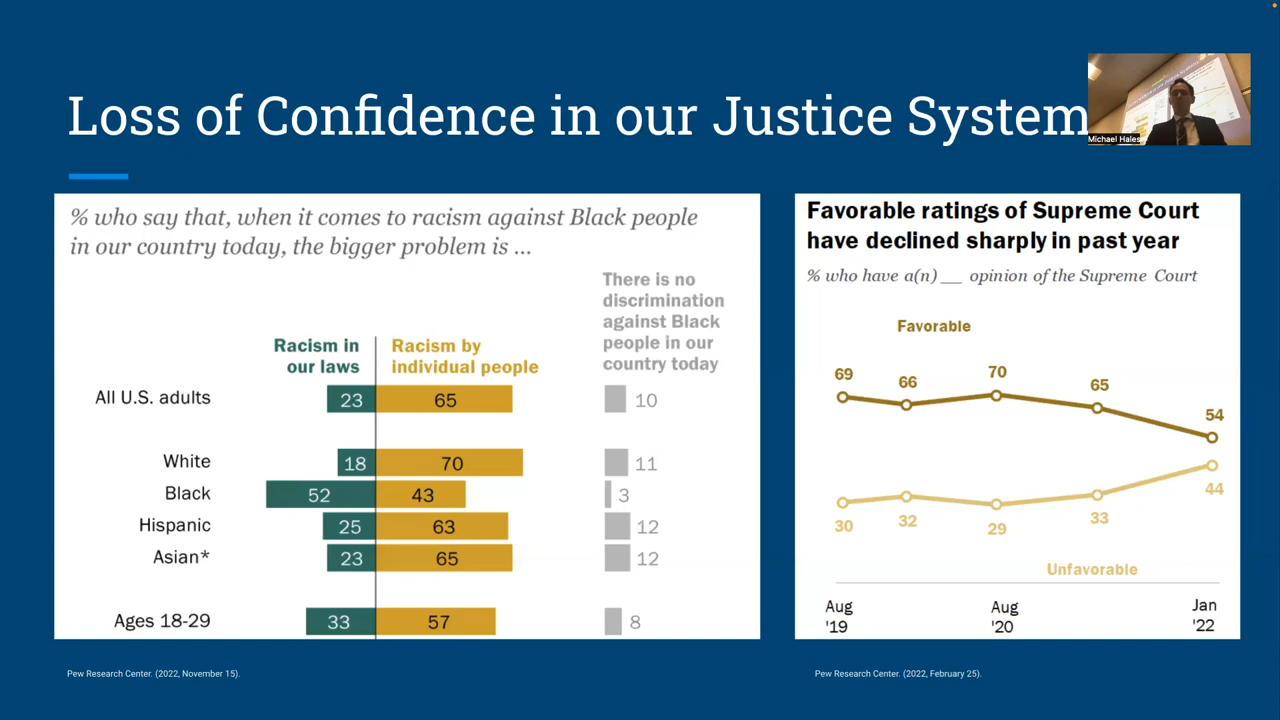 Loss of Confidence in our Justice System
Michael Hales
% who say that, when it comes to racism against Black people
in our country today, the bigger problem is ...
There is no
discrimination
against Black
people in our
country today
Racism in
our laws
Racism by
individual people
All U.S. adults 23 65 10
White 18 70 11
Black 52 43 3
Hispanic 25 63 12
Asian* 23 65 12
Ages 18-29 33 57 8
Pew Research Center. (2022, November 15).
Favorable ratings of Supreme Court
have declined sharply in past year
% who have a(n) __ opinion of the Supreme Court
Favorable
69 66 70 65 54
30 32 29 33 44
Unfavorable
Aug
'19
Aug
'20
Jan
'22
Pew Research Center. (2022, February 25).